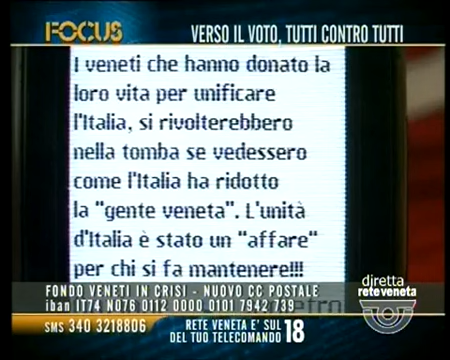 FOCUS
VERSO IL VOTO, TUTTI CONTRO TUTTI
I veneti che hanno donato la
loro vita per unificare
l'Italia, si rivolterebbero
nella tomba se vedessero
come l'Italia ha ridotto
la "gente veneta". L'unità
d'Italia è stato un "affare"
per chi si fa mantenere!!!
diretta
reteveneta
FONDO VENETI IN CRISI - NUOVO CC POSTALE
iban IT74 N076 0112 0000 0101 7942 739
SMS 340 3218806
RETE VENETA E' SUL
DEL TUO TELECOMANDO 18